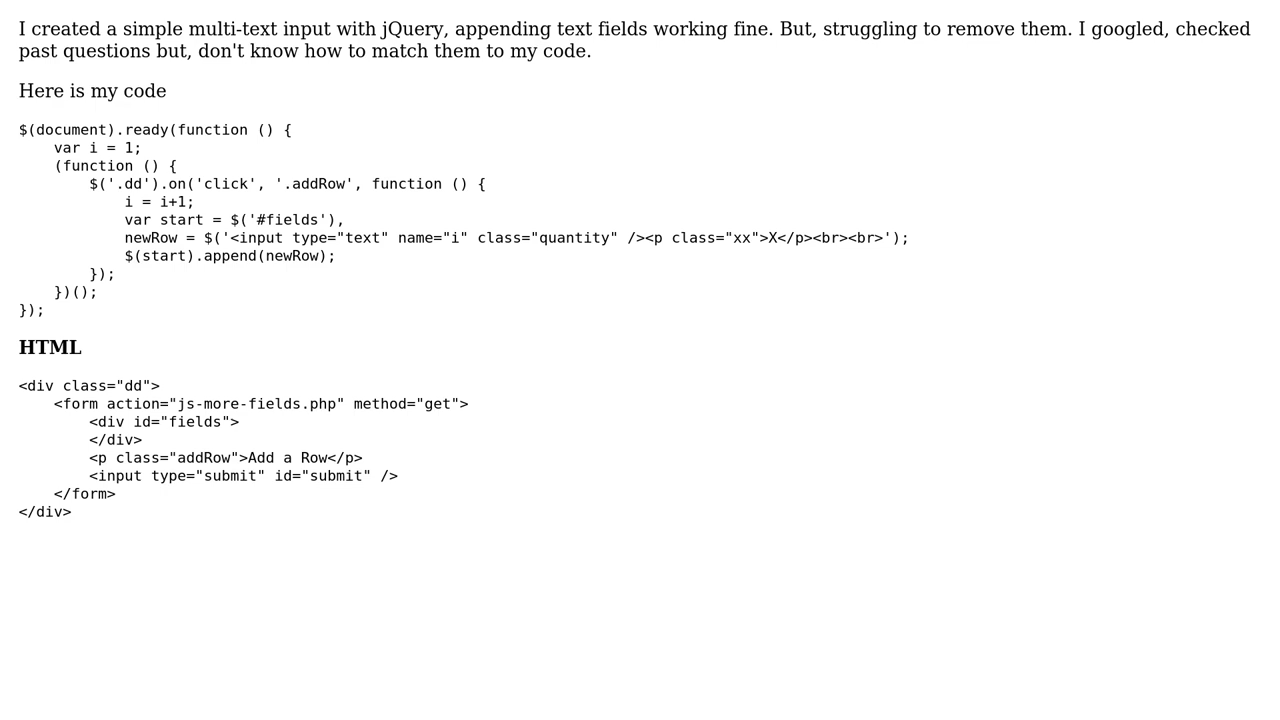 I created a simple multi-text input with jQuery, appending text fields working fine. But, struggling to remove them. I googled, checked
past questions but, don't know how to match them to my code.
Here is my code
$(document).ready(function () {
    var i = 1;
    (function () {
        $('.dd').on('click', '.addRow', function () {
            i = i+1;
            var start = $('#fields'),
            newRow = $('<input type="text" name="i" class="quantity" /><p class="xx">X</p><br><br>');
            $(start).append(newRow);
        });
    })();
});
HTML
<div class="dd">
    <form action="js-more-fields.php" method="get">
        <div id="fields">
        </div>
        <p class="addRow">Add a Row</p>
        <input type="submit" id="submit" />
    </form>
</div>